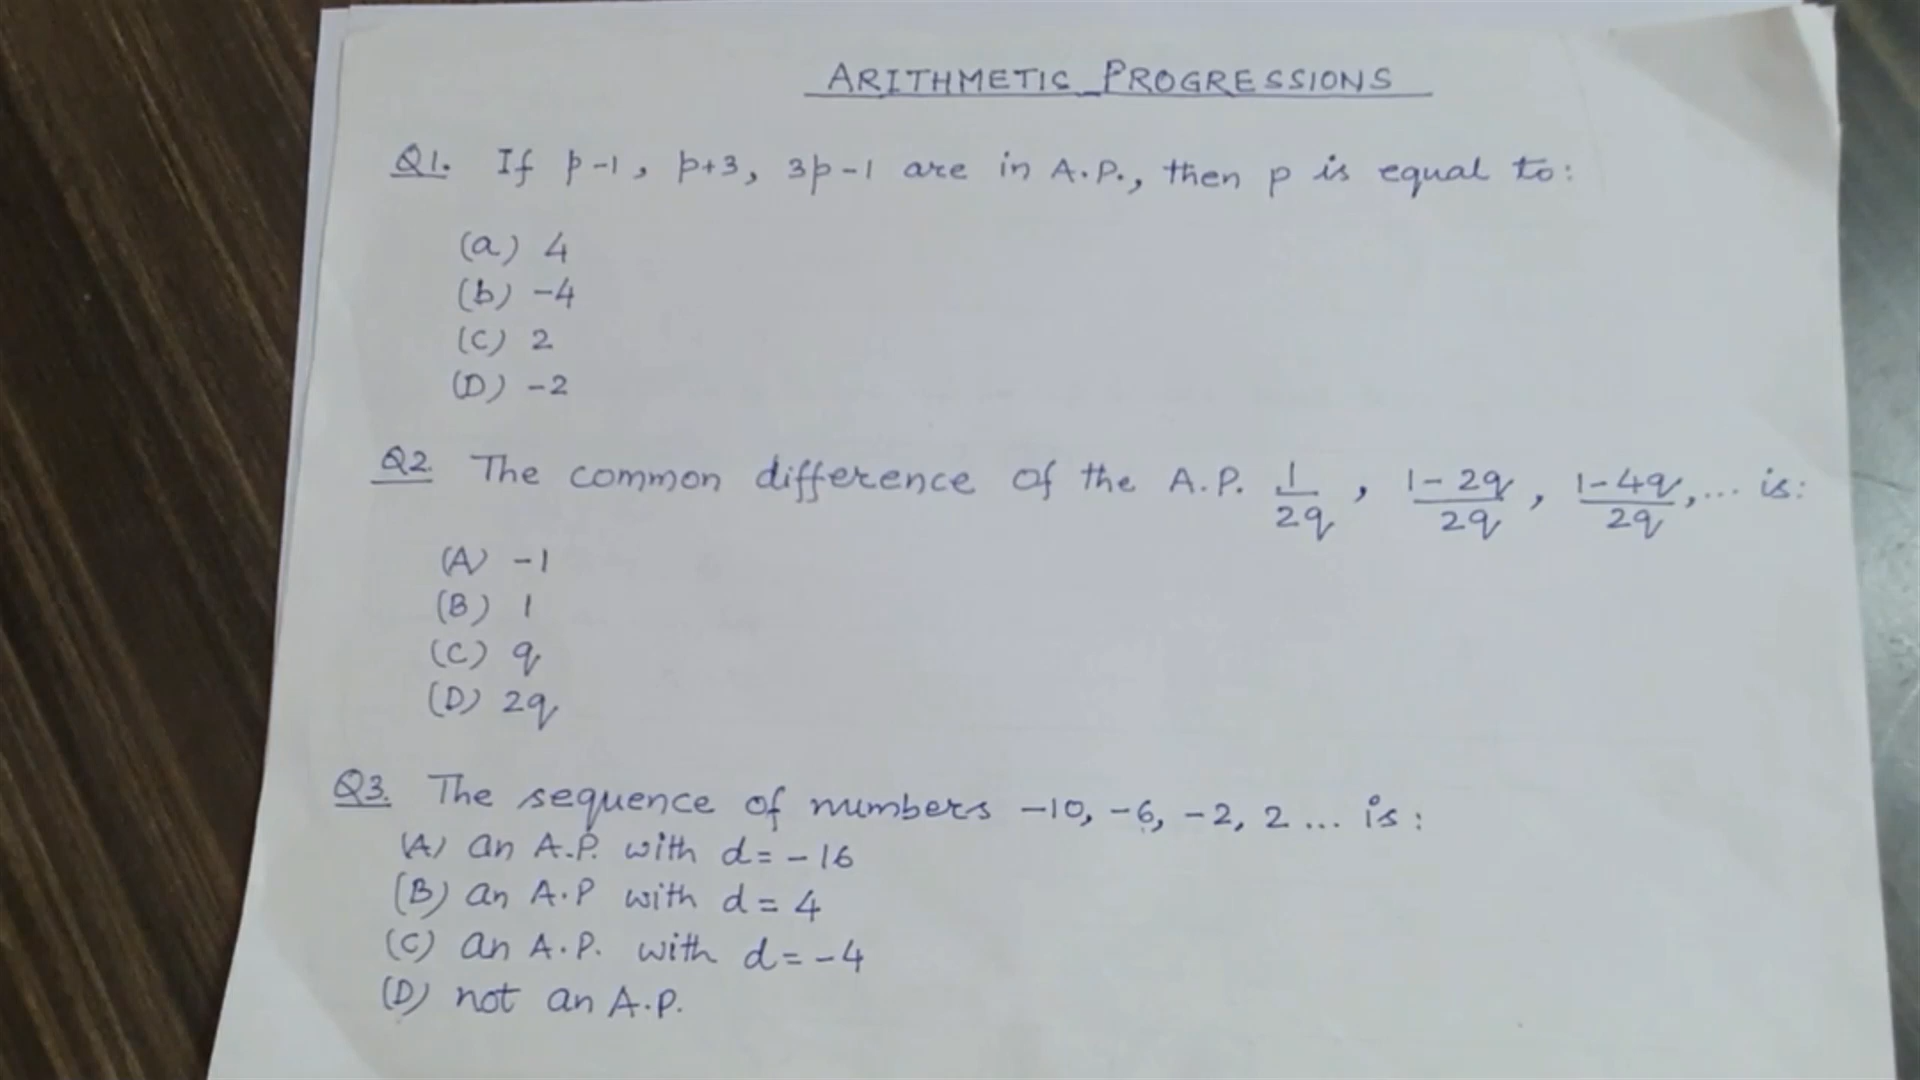 ARITHMETIC PROGRESSIONS
Q1. If p-1, p+3, 3p-1 are in A.P., then p is equal to:
(a) 4
(b) -4
(C) 2
(D) -2
Q2. The common difference of the A.P. 1/2q, 1-2q/2q, 1-4q/2q, ... is:
(A) -1
(B) 1
(C) q
(D) 2q
Q3. The sequence of numbers -10, -6, -2, 2 ... is:
(A) an A.P. with d = -16
(B) an A.P with d = 4
(C) an A.P. with d = -4
(D) not an A.P.